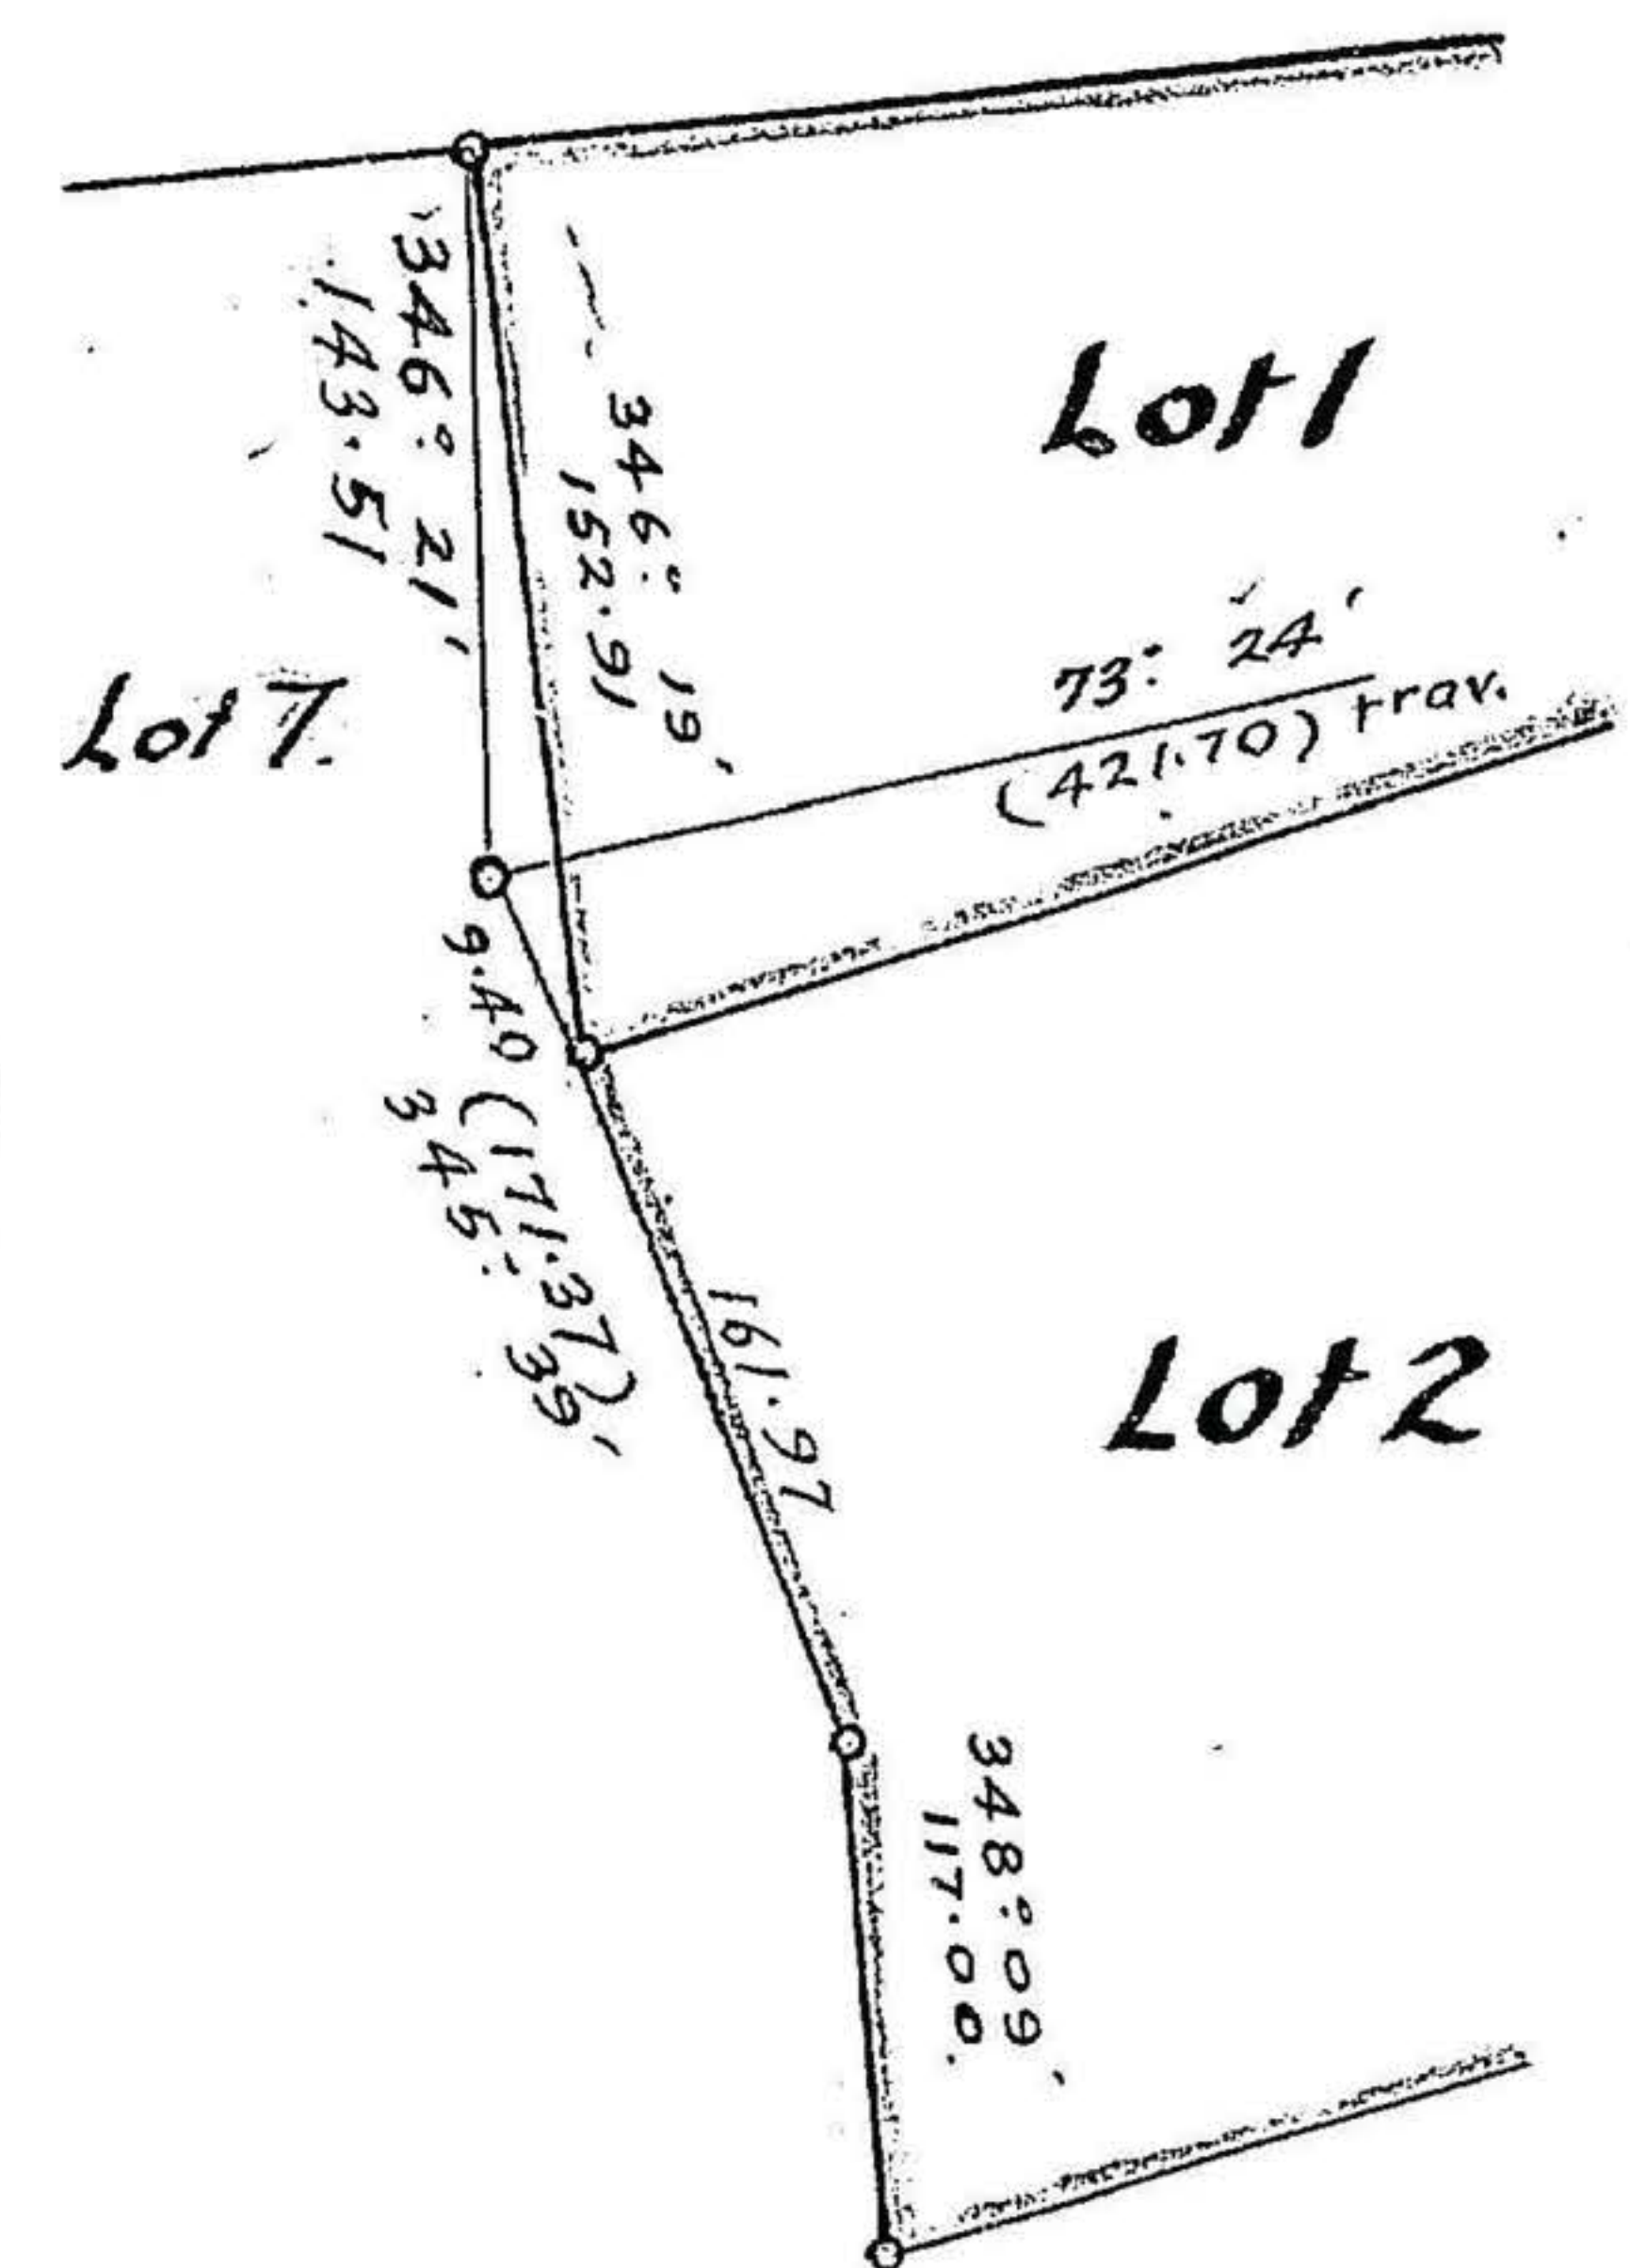 346° 21'
143.51
346° 19'
152.91
Lot 1
Lot 7.
73° 24'
(421.70) trav.
9.40 (171.37)
345° 39'
161.97
Lot 2
348° 09'
117.00